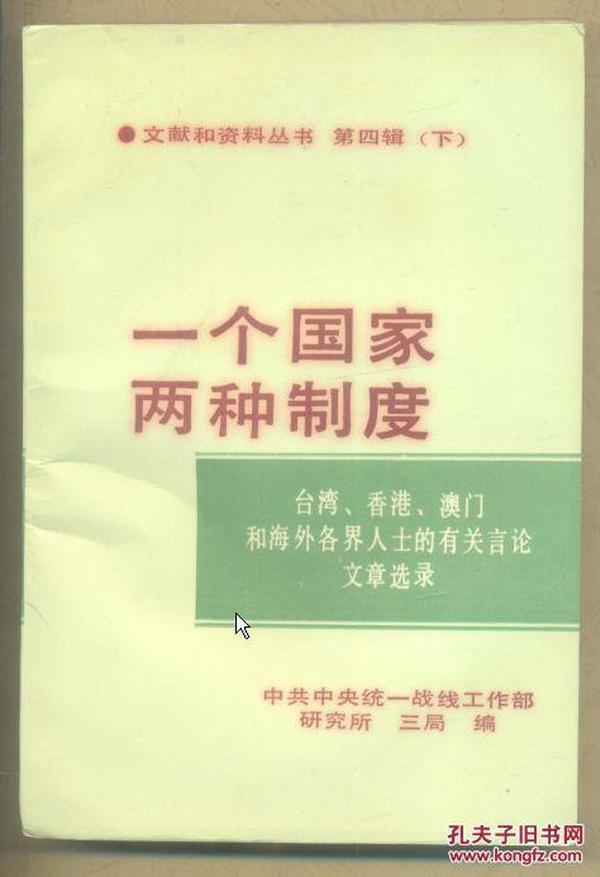 ●文献和资料丛书 第四辑（下）
一个国家
两种制度
台湾、香港、澳门
和海外各界人士的有关言论
文章选录
中共中央统一战线工作部
研究所 三局 编
孔夫子旧书网
www.kongfz.com